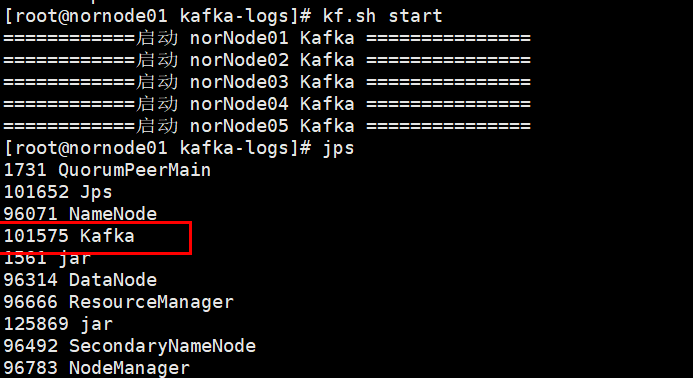 [root@nornode01 kafka-logs]# kf.sh start
============启动 norNode01 Kafka ===============
============启动 norNode02 Kafka ===============
============启动 norNode03 Kafka ===============
============启动 norNode04 Kafka ===============
============启动 norNode05 Kafka ===============
[root@nornode01 kafka-logs]# jps
1731 QuorumPeerMain
101652 Jps
96071 NameNode
101575 Kafka
1561 jar
96314 DataNode
96666 ResourceManager
125869 jar
96492 SecondaryNameNode
96783 NodeManager